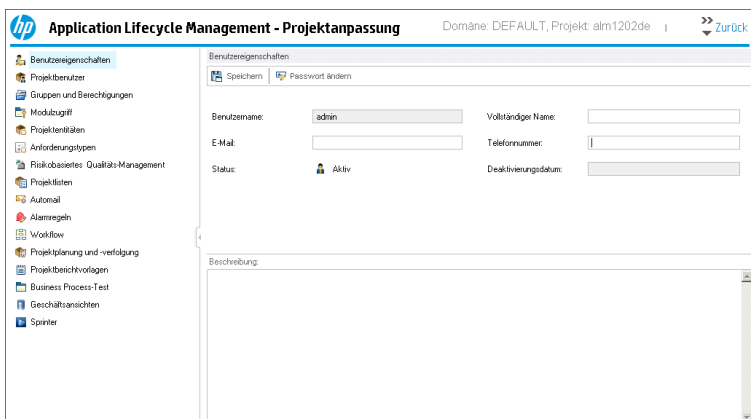 hp Application Lifecycle Management - Projektanpassung Domäne: DEFAULT, Projekt: alm1202de Zurück
Benutzereigenschaften
Projektbenutzer
Gruppen und Berechtigungen
Modulzugriff
Projektentitäten
Anforderungstypen
Risikobasiertes Qualitäts-Management
Projektlisten
Automail
Alarmregeln
Workflow
Projektplanung und -verfolgung
Projektberichtvorlagen
Business Process-Test
Geschäftsansichten
Sprinter
Benutzereigenschaften
Speichern Passwort ändern
Benutzername: admin Vollständiger Name:
E-Mail: Telefonnummer:
Status: Aktiv Deaktivierungsdatum:
Beschreibung: